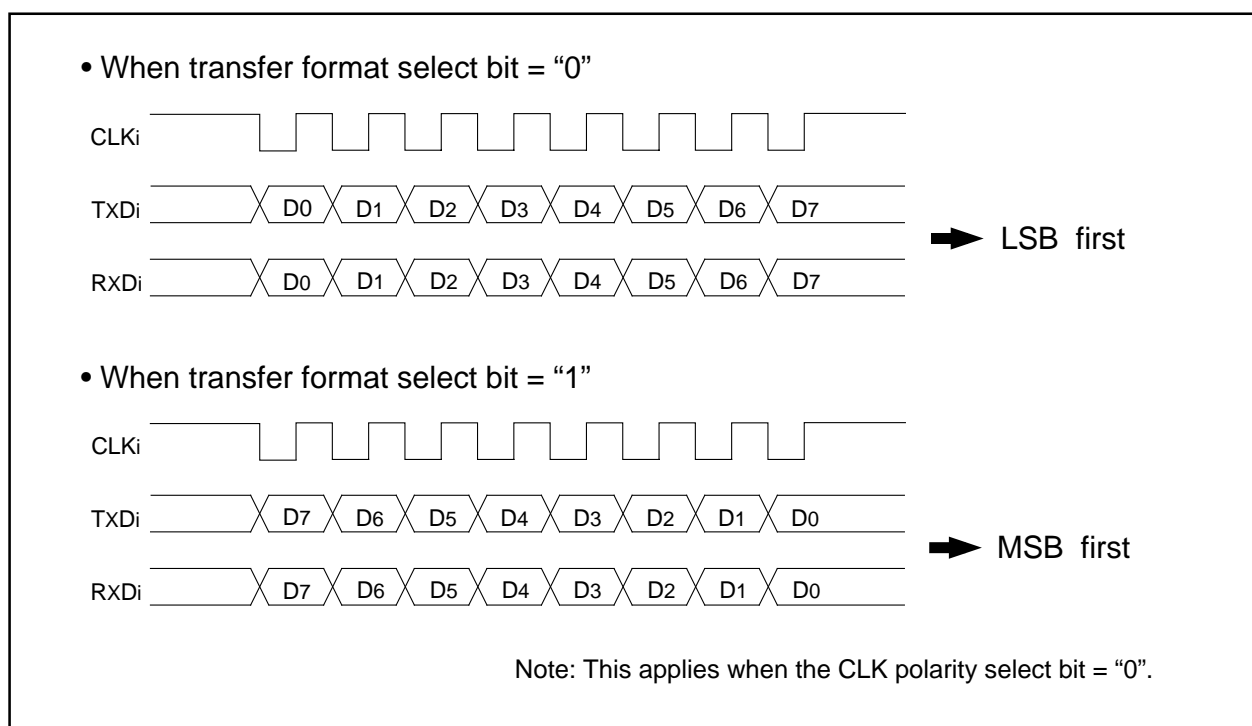 • When transfer format select bit = “0”
CLKi
TXDi D0 D1 D2 D3 D4 D5 D6 D7
RXDi D0 D1 D2 D3 D4 D5 D6 D7
LSB first
• When transfer format select bit = “1”
CLKi
TXDi D7 D6 D5 D4 D3 D2 D1 D0
RXDi D7 D6 D5 D4 D3 D2 D1 D0
MSB first
Note: This applies when the CLK polarity select bit = “0”.